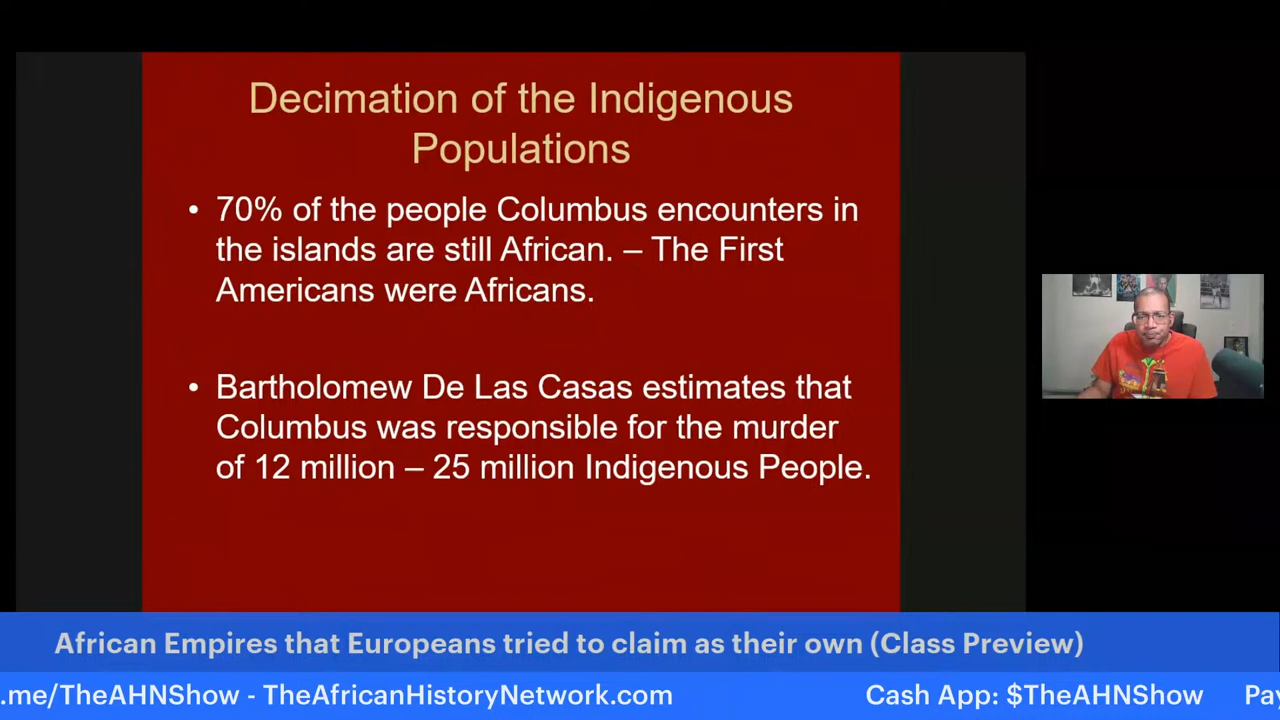 Decimation of the Indigenous
Populations
• 70% of the people Columbus encounters in
the islands are still African. – The First
Americans were Africans.
• Bartholomew De Las Casas estimates that
Columbus was responsible for the murder
of 12 million – 25 million Indigenous People.
African Empires that Europeans tried to claim as their own (Class Preview)
.me/TheAHNShow - TheAfricanHistoryNetwork.com
Cash App: $TheAHNShow